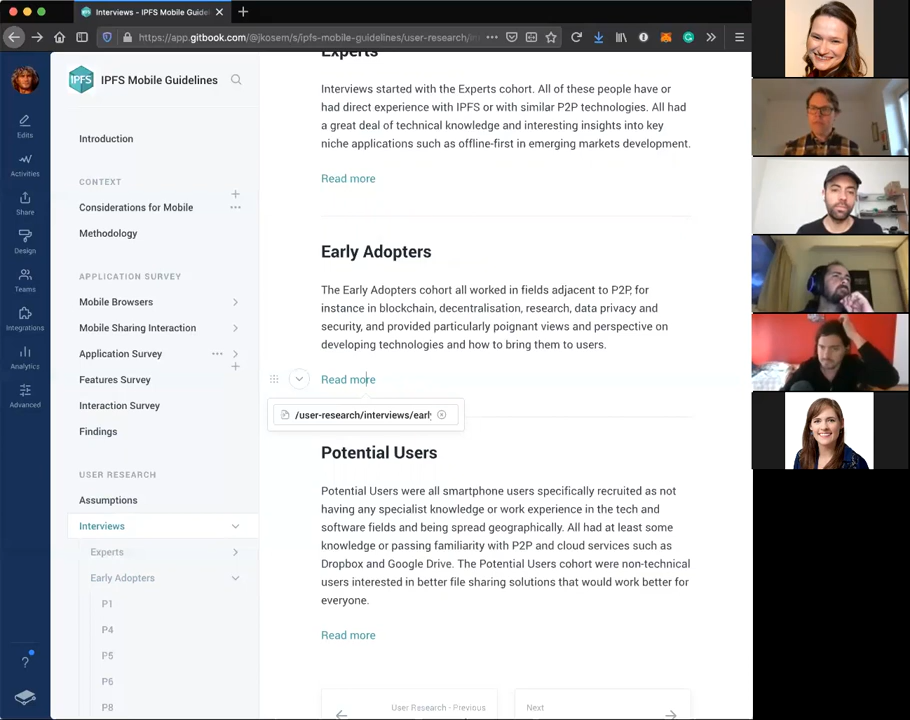 Interviews - IPFS Mobile Guidel
https://app.gitbook.com/@jkosem/s/ipfs-mobile-guidelines/user-research/in
IPFS
IPFS Mobile Guidelines
Edits
Activities
Share
Design
Teams
Integrations
Analytics
Advanced
Introduction
CONTEXT
Considerations for Mobile
Methodology
APPLICATION SURVEY
Mobile Browsers
Mobile Sharing Interaction
Application Survey
Features Survey
Interaction Survey
Findings
USER RESEARCH
Assumptions
Interviews
Experts
Early Adopters
P1
P4
P5
P6
P8
Experts
Interviews started with the Experts cohort. All of these people have or
had direct experience with IPFS or with similar P2P technologies. All had
a great deal of technical knowledge and interesting insights into key
niche applications such as offline-first in emerging markets development.
Read more
Early Adopters
The Early Adopters cohort all worked in fields adjacent to P2P, for
instance in blockchain, decentralisation, research, data privacy and
security, and provided particularly poignant views and perspective on
developing technologies and how to bring them to users.
Read more
/user-research/interviews/earl
Potential Users
Potential Users were all smartphone users specifically recruited as not
having any specialist knowledge or work experience in the tech and
software fields and being spread geographically. All had at least some
knowledge or passing familiarity with P2P and cloud services such as
Dropbox and Google Drive. The Potential Users cohort were non-technical
users interested in better file sharing solutions that would work better for
everyone.
Read more
User Research - Previous
Next